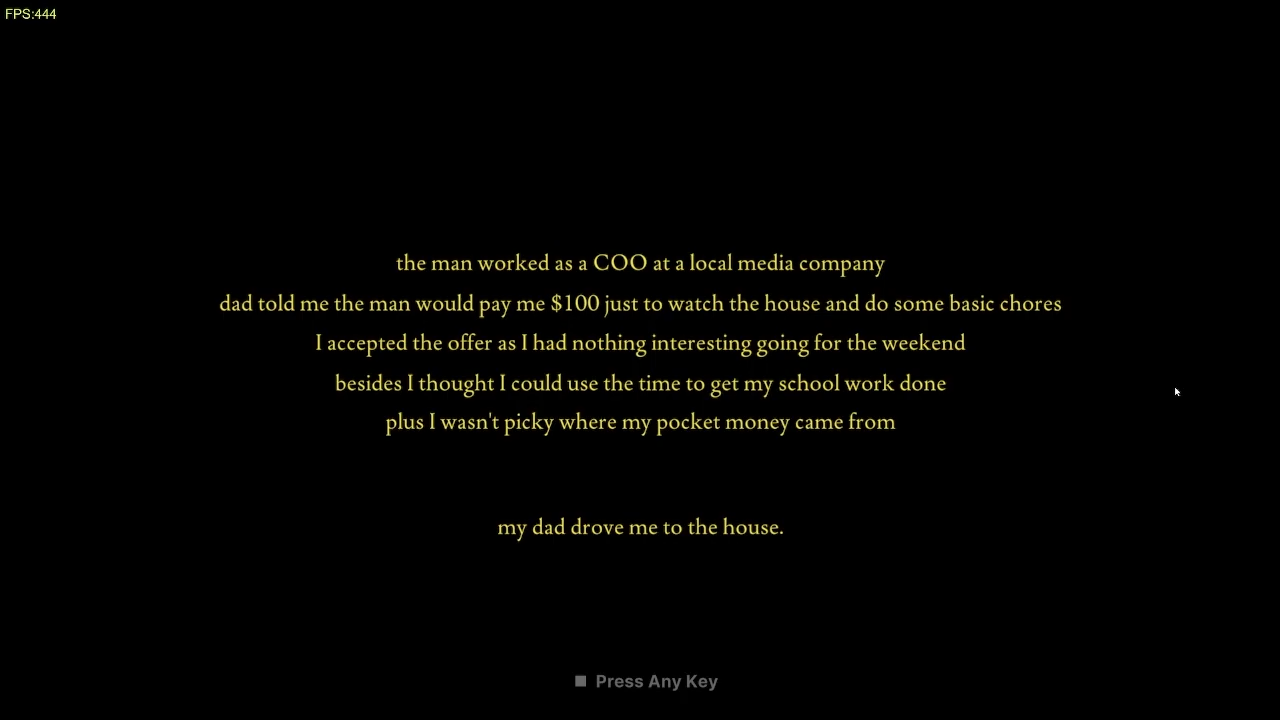 FPS:444
the man worked as a COO at a local media company
dad told me the man would pay me $100 just to watch the house and do some basic chores
I accepted the offer as I had nothing interesting going for the weekend
besides I thought I could use the time to get my school work done
plus I wasn't picky where my pocket money came from
my dad drove me to the house.
Press Any Key